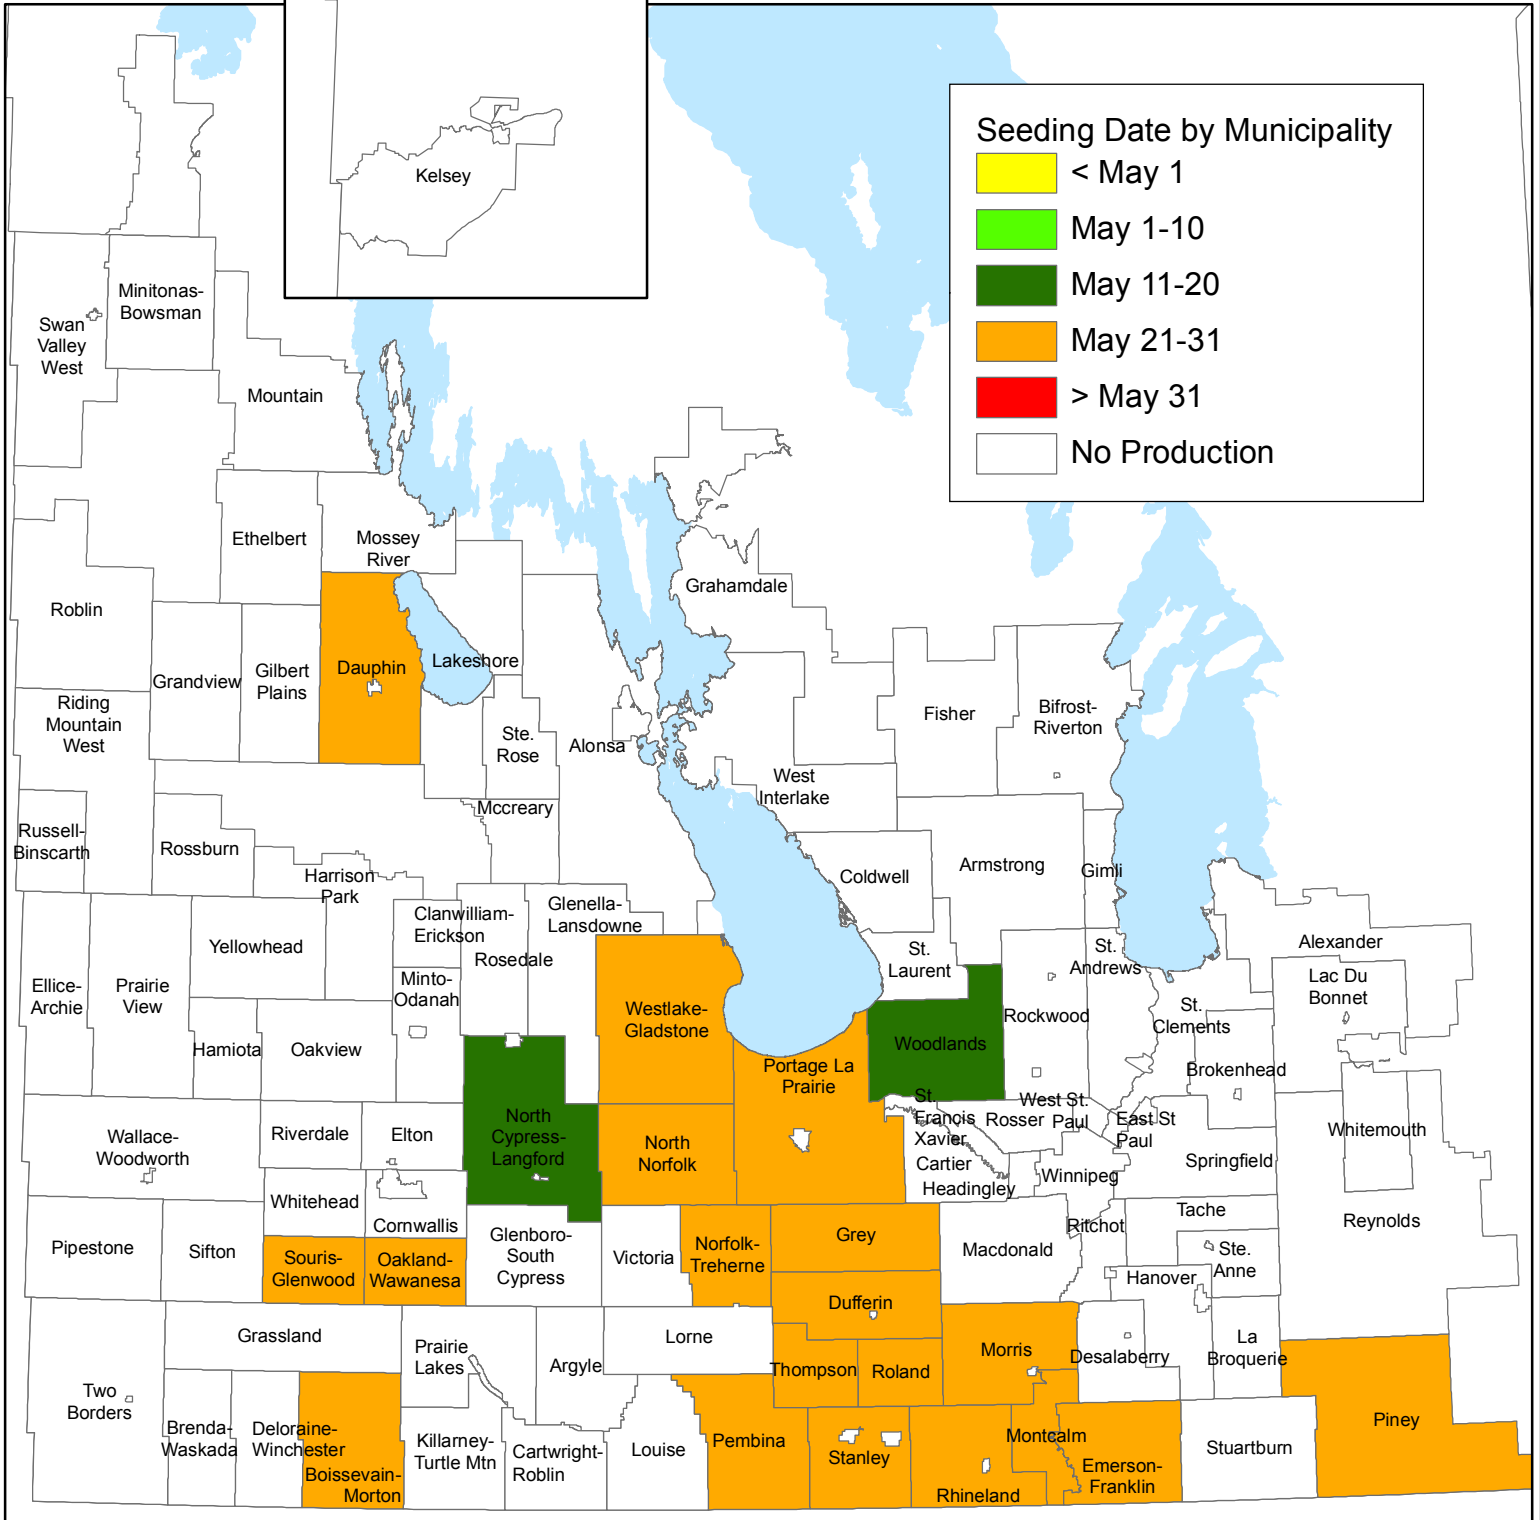 Kelsey
Seeding Date by Municipality
< May 1
May 1-10
May 11-20
May 21-31
> May 31
No Production
Minitonas-
Bowsman
Swan
Valley
West
Mountain
Ethelbert
Mossey
River
Grahamdale
Roblin
Dauphin
Lakeshore
Grandview
Gilbert
Plains
Riding
Mountain
West
Ste.
Rose
Alonsa
Fisher
Bifrost-
Riverton
West
Interlake
Mccreary
Russell-
Binscarth
Rossburn
Harrison
Park
Coldwell
Armstrong
Gimli
Clanwilliam-
Erickson
Glenella-
Lansdowne
Yellowhead
Rosedale
St.
Laurent
St.
Andrews
Alexander
Ellice-
Archie
Prairie
View
Minto-
Odanah
Westlake-
Gladstone
Lac Du
Bonnet
Hamiota
Oakview
Woodlands
Rockwood
St.
Clements
Portage La
Prairie
Brokenhead
Wallace-
Woodworth
Riverdale
Elton
North
Cypress-
Langford
North
Norfolk
St.
Francis
Xavier
Rosser
West St.
Paul
East St
Paul
Whitemouth
Cartier
Headingley
Winnipeg
Springfield
Whitehead
Cornwallis
Ritchot
Tache
Reynolds
Pipestone
Sifton
Souris-
Glenwood
Oakland-
Wawanesa
Glenboro-
South
Cypress
Victoria
Norfolk-
Treherne
Grey
Macdonald
Hanover
Ste.
Anne
Dufferin
Grassland
Prairie
Lakes
Argyle
Lorne
Thompson
Roland
Morris
Desalaberry
La
Broquerie
Two
Borders
Brenda-
Waskada
Deloraine-
Winchester
Boissevain-
Morton
Killarney-
Turtle Mtn
Cartwright-
Roblin
Louise
Pembina
Stanley
Rhineland
Montcalm
Emerson-
Franklin
Stuartburn
Piney